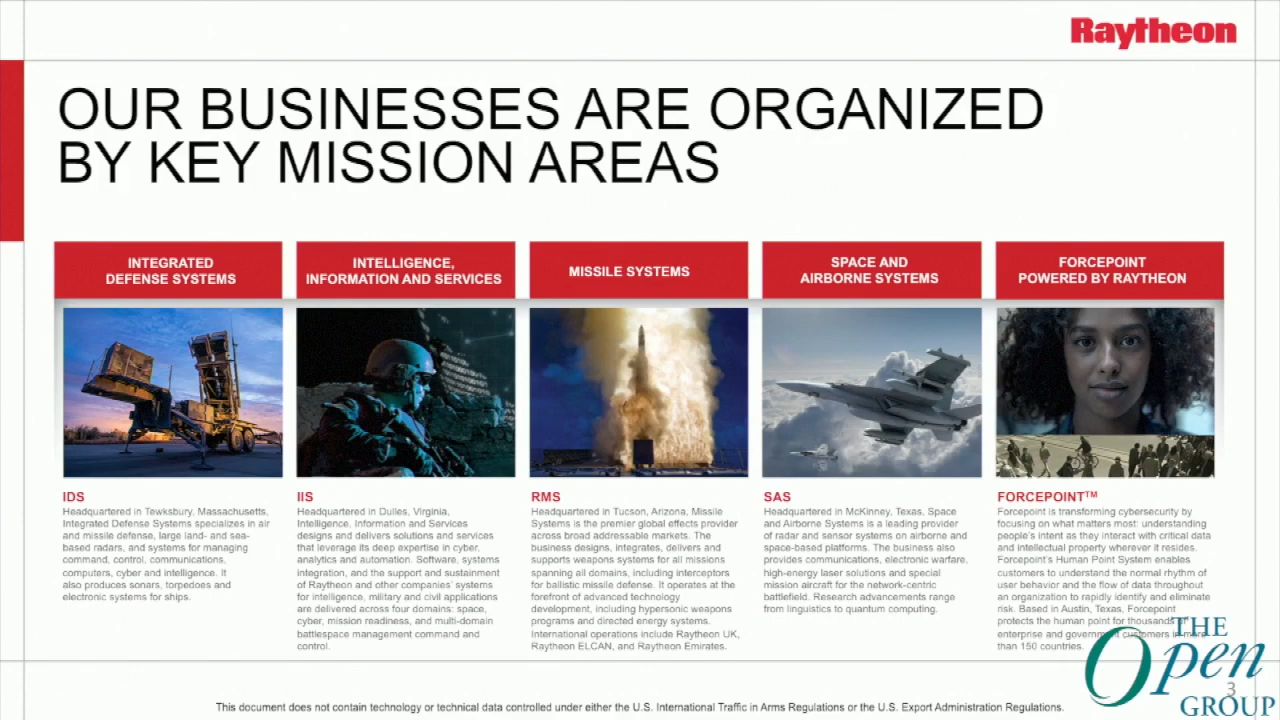 Raytheon
OUR BUSINESSES ARE ORGANIZED
BY KEY MISSION AREAS
INTEGRATED
DEFENSE SYSTEMS
INTELLIGENCE,
INFORMATION AND SERVICES
MISSILE SYSTEMS
SPACE AND
AIRBORNE SYSTEMS
FORCEPOINT
POWERED BY RAYTHEON
IDS
Headquartered in Tewksbury, Massachusetts,
Integrated Defense Systems specializes in air
and missile defense, large land- and sea-
based radars, and systems for managing
command, control, communications,
computers, cyber and intelligence. It
also produces sonars, torpedoes and
electronic systems for ships.
IIS
Headquartered in Dulles, Virginia,
Intelligence, Information and Services
designs and delivers solutions and services
that leverage its deep expertise in cyber,
analytics and automation. Software, systems
integration, and the support and sustainment
of Raytheon and other companies' systems
for intelligence, military and civil applications
are delivered across four domains: space,
cyber, mission readiness, and multi-domain
battlespace management command and
control.
RMS
Headquartered in Tucson, Arizona, Missile
Systems is the premier global effects provider
across broad addressable markets. The
business designs, integrates, delivers and
supports weapons systems for all missions
spanning all domains, including interceptors
for ballistic missile defense. It operates at the
forefront of advanced technology
development, including hypersonic weapons
programs and directed energy systems.
International operations include Raytheon UK,
Raytheon ELCAN, and Raytheon Emirates.
SAS
Headquartered in McKinney, Texas, Space
and Airborne Systems is a leading provider
of radar and sensor systems on airborne and
space-based platforms. The business also
provides communications, electronic warfare,
high-energy laser solutions and special
mission aircraft for the network-centric
battlefield. Research advancements range
from linguistics to quantum computing.
FORCEPOINT™
Forcepoint is transforming cybersecurity by
focusing on what matters most: understanding
people's intent as they interact with critical data
and intellectual property wherever it resides.
Forcepoint's Human Point System enables
customers to understand the normal rhythm of
user behavior and the flow of data throughout
an organization to rapidly identify and eliminate
risk. Based in Austin, Texas, Forcepoint
protects the human point for thousands of
enterprise and government customers in more
than 150 countries.
THE
Open
GROUP
3
This document does not contain technology or technical data controlled under either the U.S. International Traffic in Arms Regulations or the U.S. Export Administration Regulations.